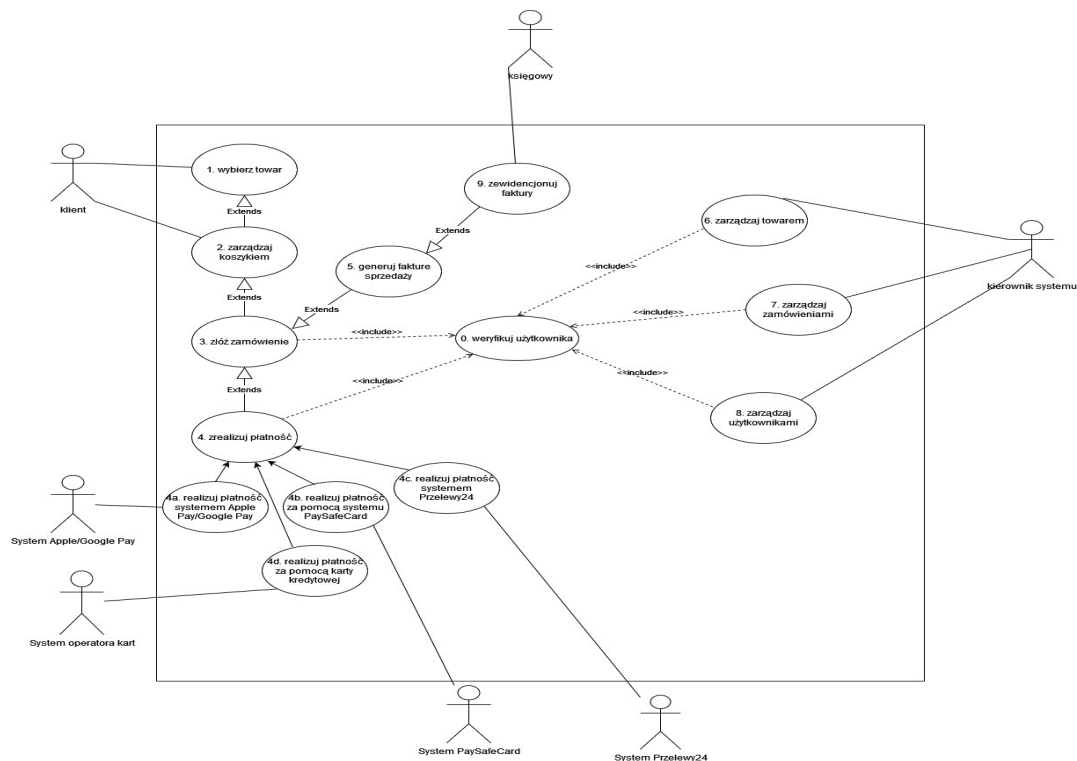 księgowy
klient
1. wybierz towar
Extends
2. zarządzaj
koszykiem
Extends
3. złóż zamówienie
Extends
4. zrealizuj płatność
9. zewidencjonuj
faktury
Extends
5. generuj fakture
sprzedaży
Extends
<<include>>
<<include>>
0. weryfikuj użytkownika
<<include>>
<<include>>
<<include>>
6. zarządzaj towarem
7. zarządzaj
zamówieniami
8. zarządzaj
użytkownikami
kierownik systemu
4a. realizuj płatność
systemem Apple
Pay/Google Pay
4b. realizuj płatność
za pomocą systemu
PaySafeCard
4c. realizuj płatność
systemem
Przelewy24
4d. realizuj płatność
za pomocą karty
kredytowej
System Apple/Google Pay
System operatora kart
System PaySafeCard
System Przelewy24